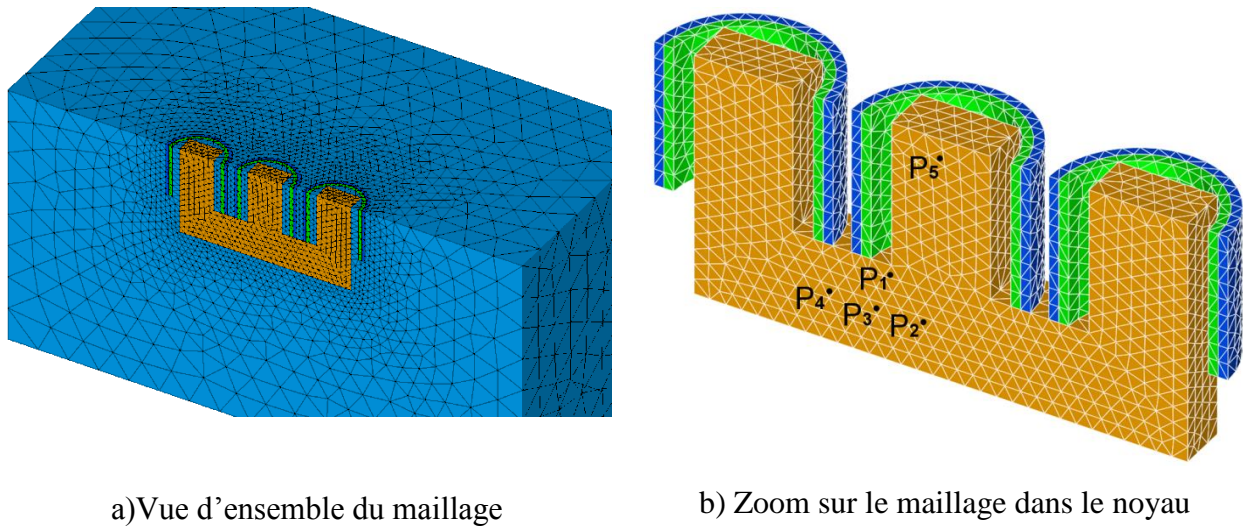 P5
P1
P4 P3 P2
a)Vue d’ensemble du maillage
b) Zoom sur le maillage dans le noyau